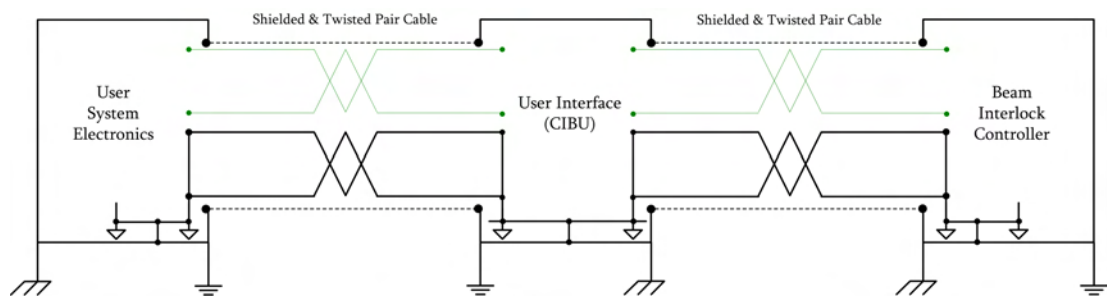 Shielded & Twisted Pair Cable
Shielded & Twisted Pair Cable
User
System
Electronics
User Interface
(CIBU)
Beam
Interlock
Controller